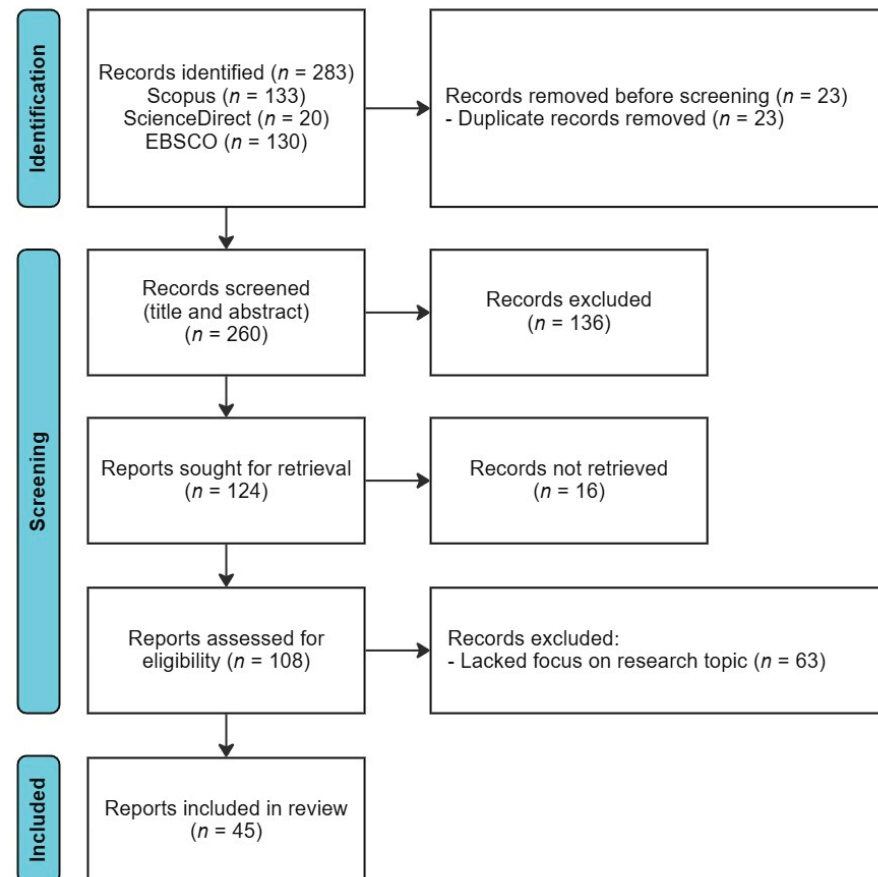 Identification
Records identified (n = 283)
Scopus (n = 133)
ScienceDirect (n = 20)
EBSCO (n = 130)
Records removed before screening (n = 23)
- Duplicate records removed (n = 23)
Screening
Records screened
(title and abstract)
(n = 260)
Records excluded
(n = 136)
Reports sought for retrieval
(n = 124)
Records not retrieved
(n = 16)
Reports assessed for
eligibility (n = 108)
Records excluded:
- Lacked focus on research topic (n = 63)
Included
Reports included in review
(n = 45)